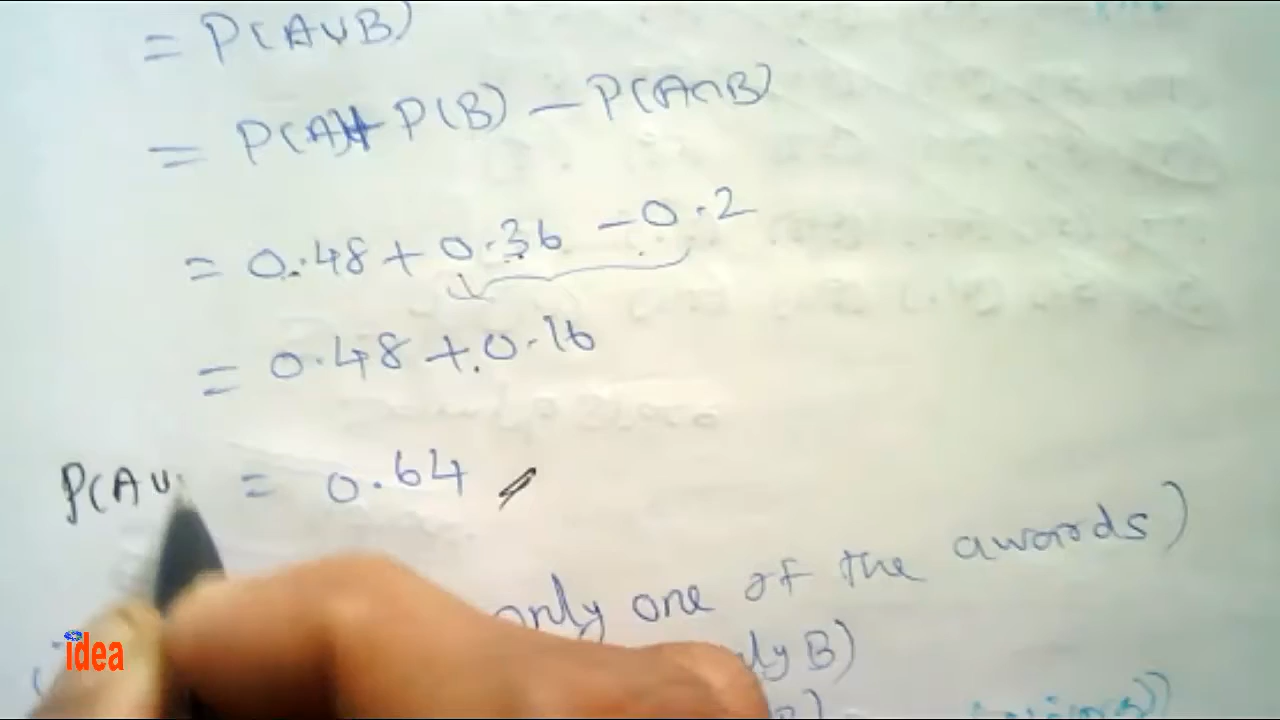 = P(A∪B)
= P(A)+ P(B) - P(A∩B)
= 0.48 + 0.36 - 0.2
= 0.48 + 0.16
P(A∪ = 0.64
only one of the awards)
B)
idea